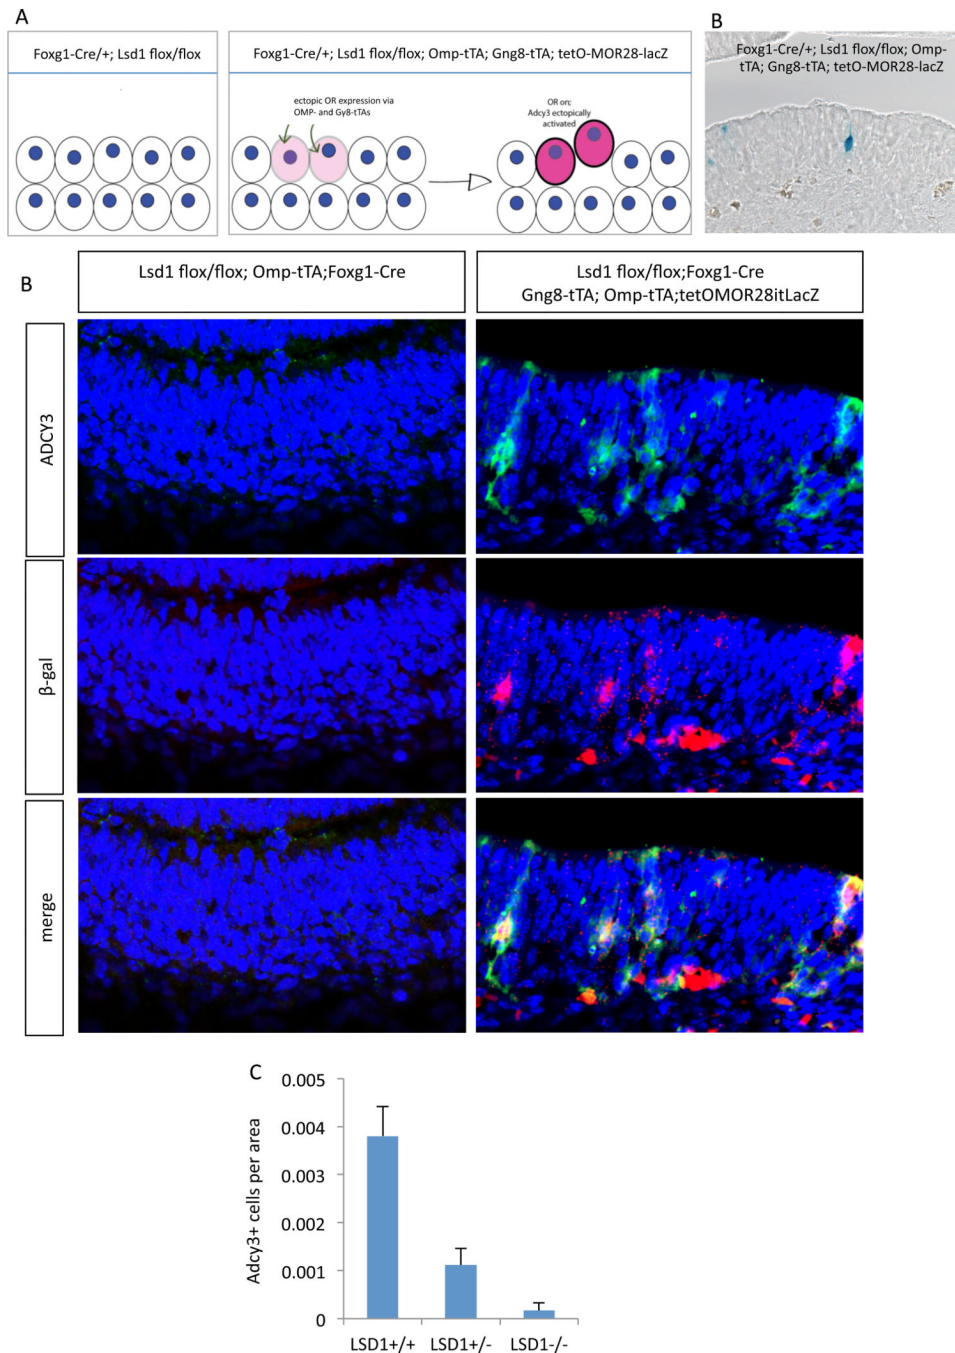 A
Foxg1-Cre/+; Lsd1 flox/flox
Foxg1-Cre/+; Lsd1 flox/flox; Omp-tTA; Gng8-tTA; tetO-MOR28-lacZ
ectopic OR expression via
OMP- and Gy8-tTAs
OR on;
Adcy3 ectopically
activated
B
Foxg1-Cre/+; Lsd1 flox/flox; Omp-
tTA; Gng8-tTA; tetO-MOR28-lacZ
B
Lsd1 flox/flox; Omp-tTA;Foxg1-Cre
Lsd1 flox/flox;Foxg1-Cre
Gng8-tTA; Omp-tTA;tetOMOR28itLacZ
ADCY3
β-gal
merge
C
Adcy3+ cells per area
0.005
0.004
0.003
0.002
0.001
0
LSD1+/+
LSD1+/-
LSD1-/-